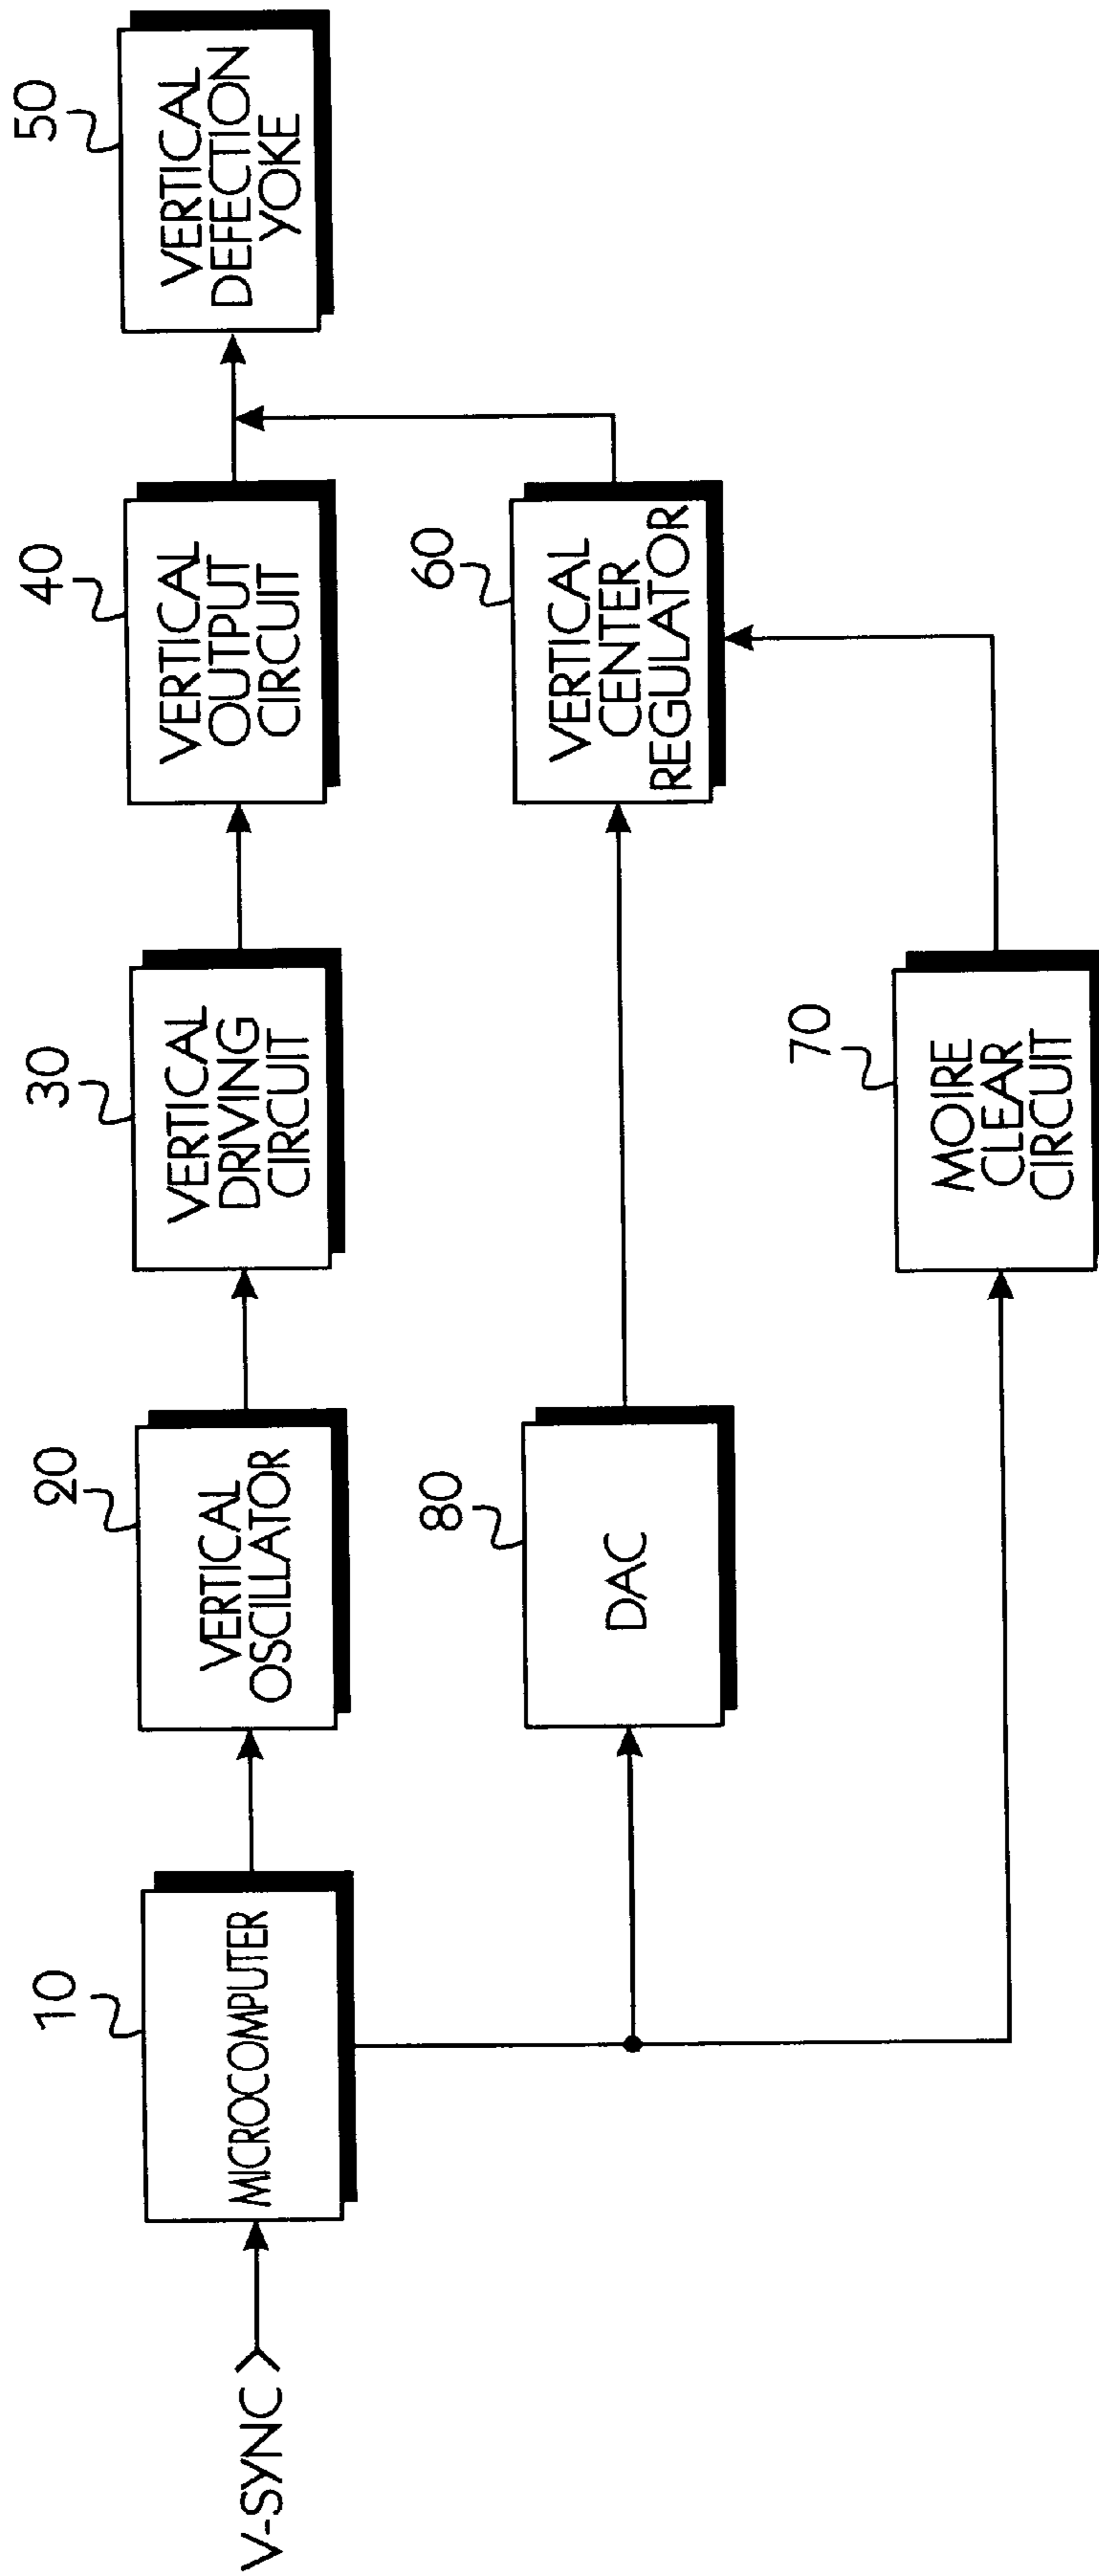 V-SYNC
10
MICROCOMPUTER
20
VERTICAL
OSCILLATOR
30
VERTICAL
DRIVING
CIRCUIT
40
VERTICAL
OUTPUT
CIRCUIT
50
VERTICAL
DEFECTION
YOKE
80
DAC
60
VERTICAL
CENTER
REGULATOR
70
MOIRE
CLEAR
CIRCUIT